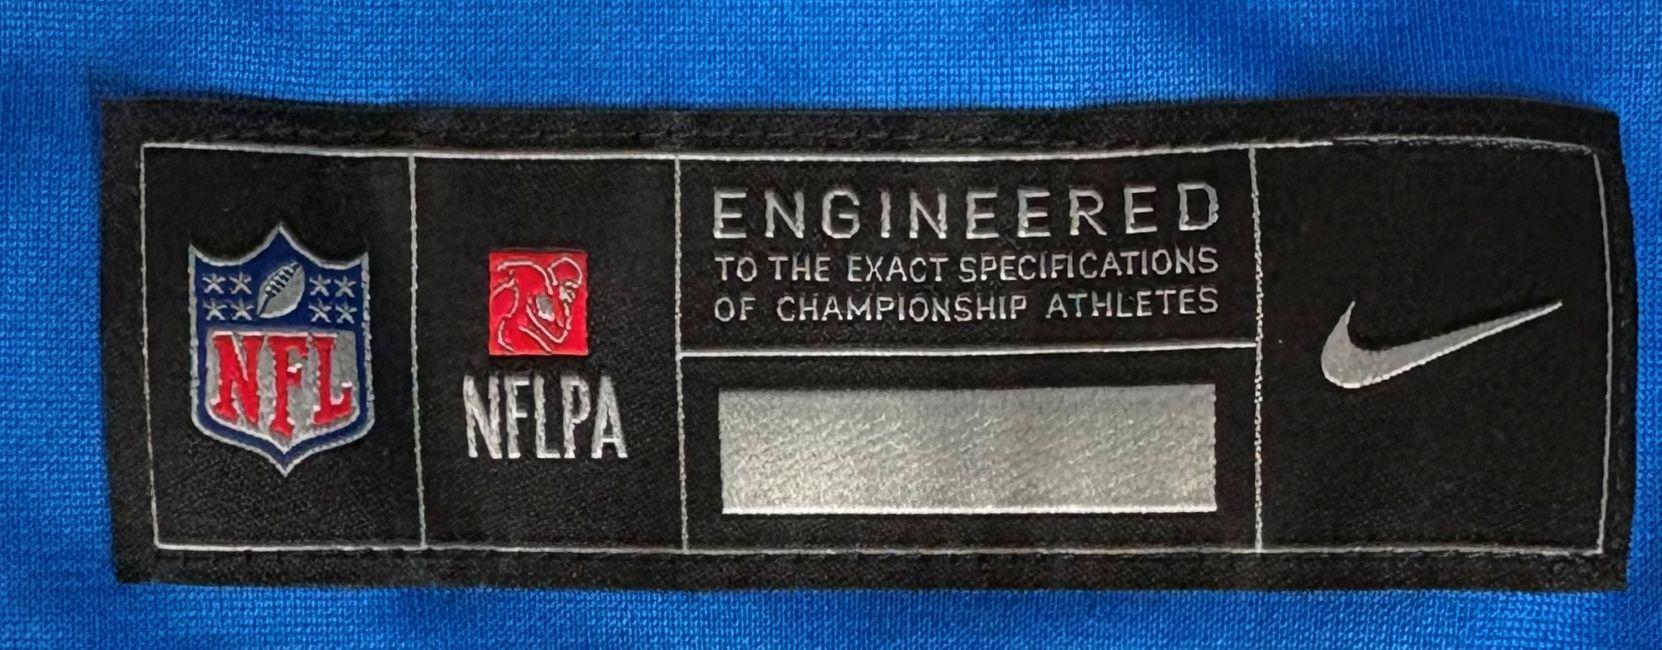 NFL
NFLPA
ENGINEERED
TO THE EXACT SPECIFICATIONS
OF CHAMPIONSHIP ATHLETES